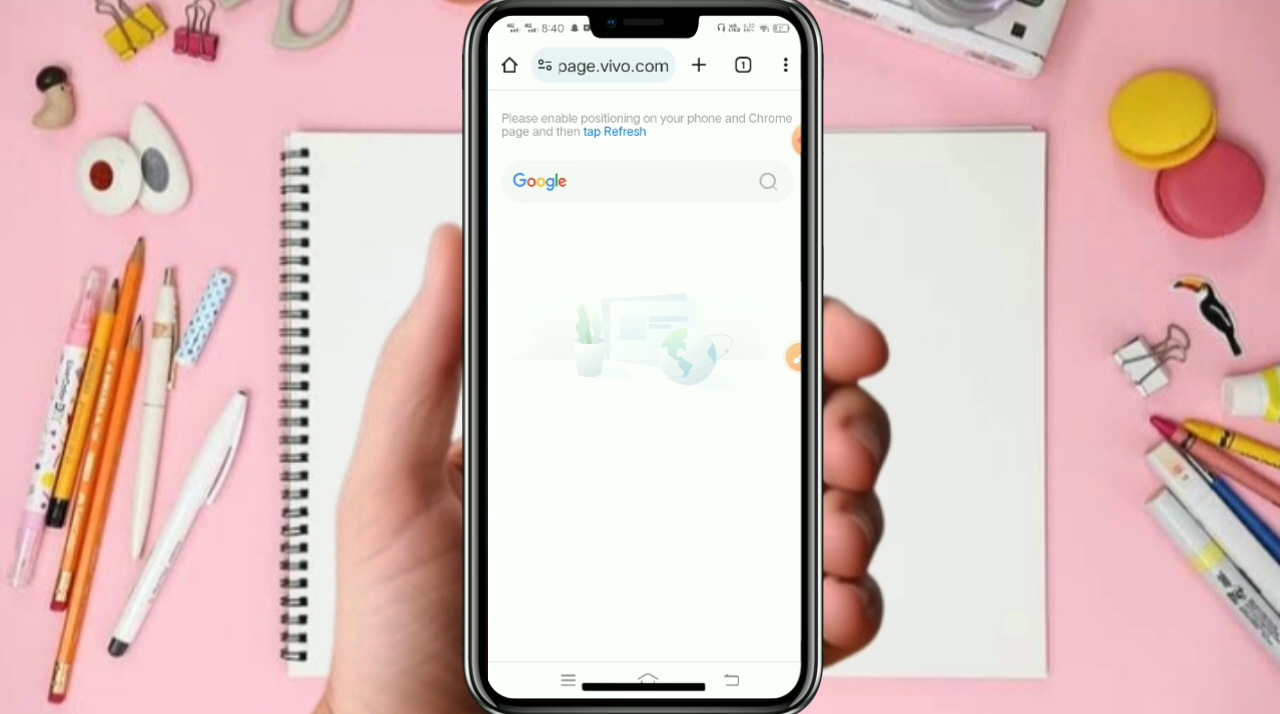 8:40
page.vivo.com
1
Please enable positioning on your phone and Chrome
page and then tap Refresh
Google